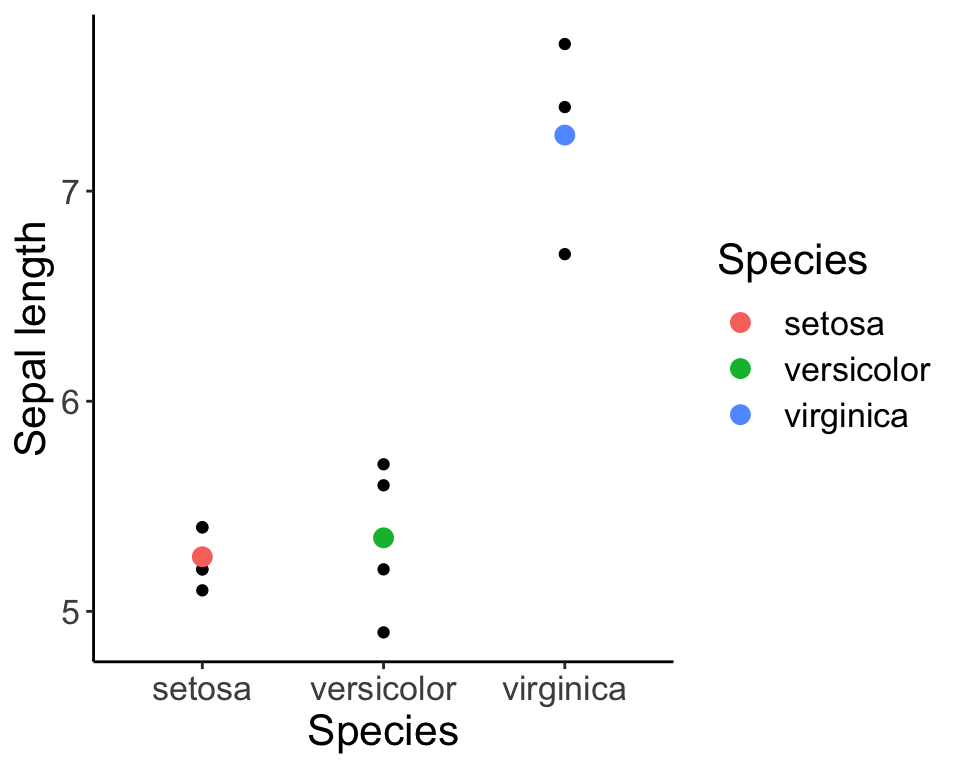 Sepal length
7
6
5
setosa
versicolor
virginica
Species
Species
setosa
versicolor
virginica